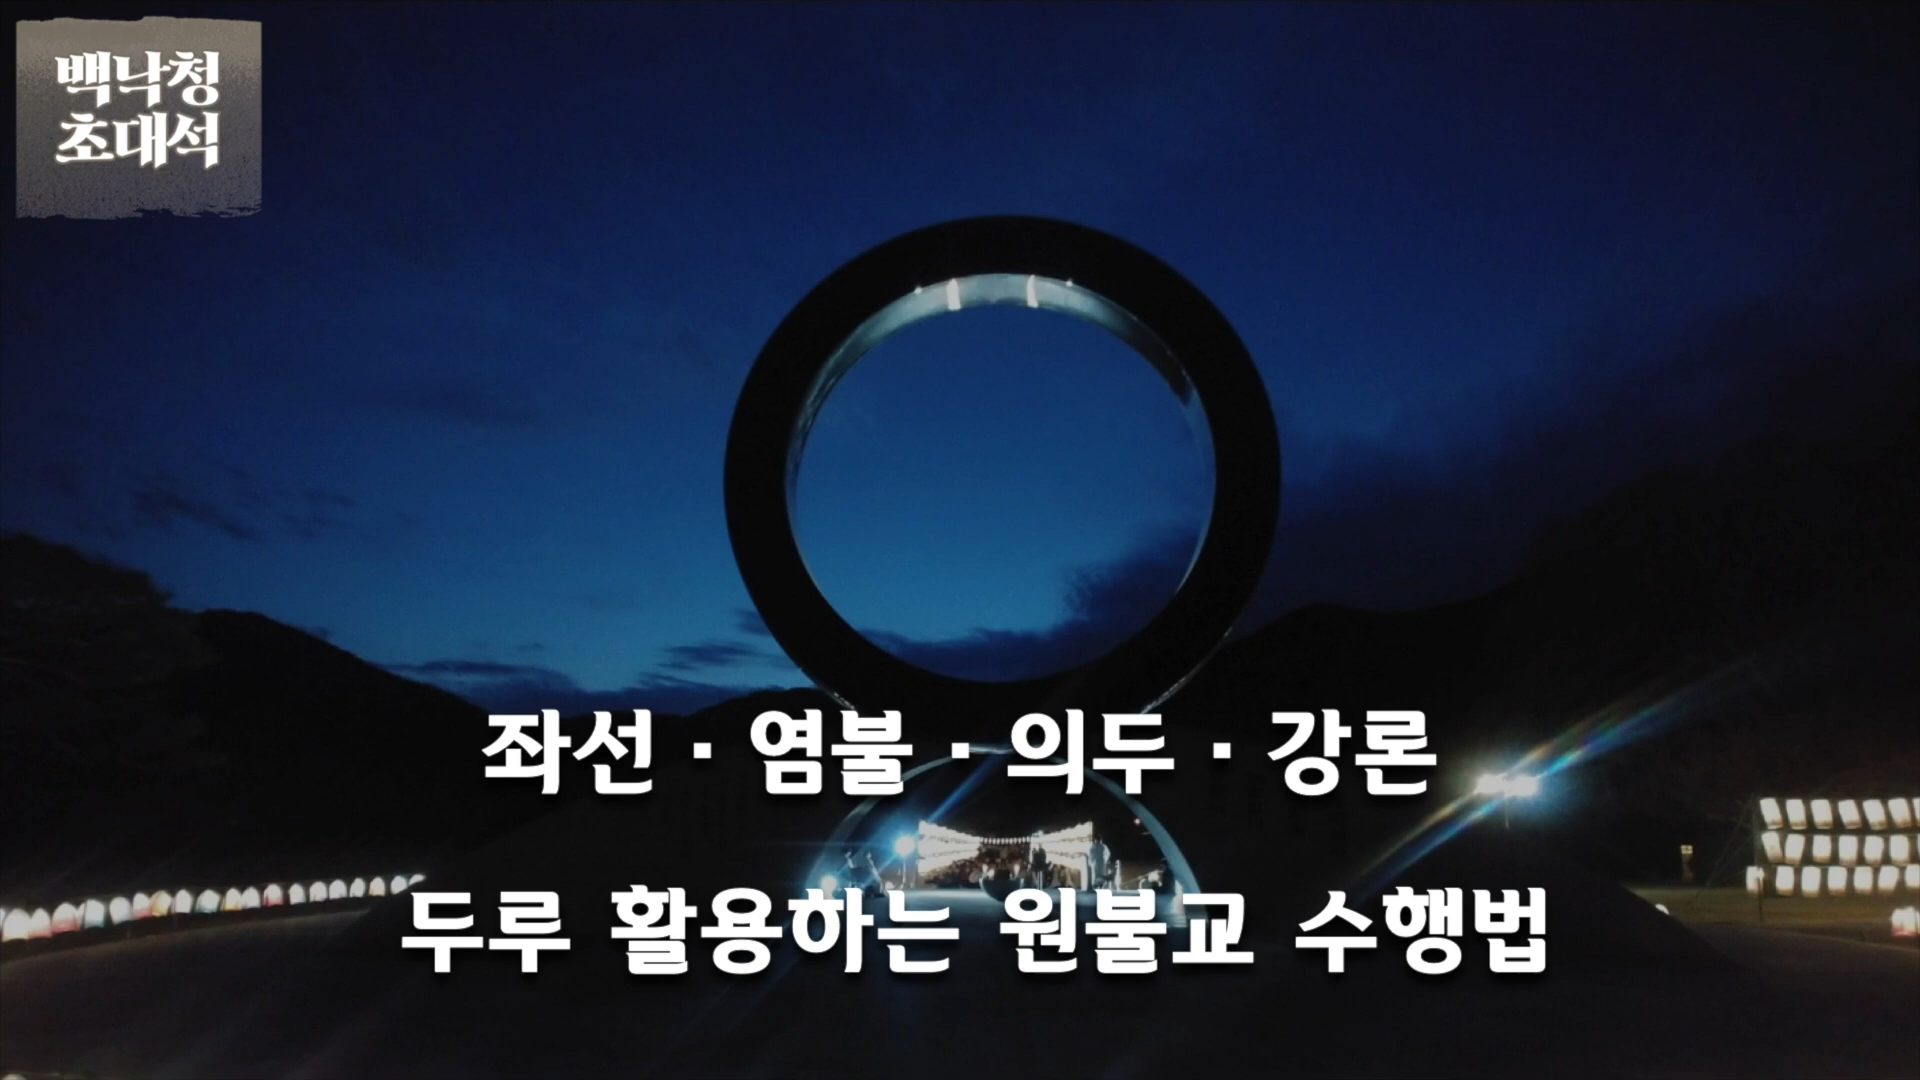 백낙청
초대석
좌선 · 염불 · 의두 · 강론
두루 활용하는 원불교 수행법